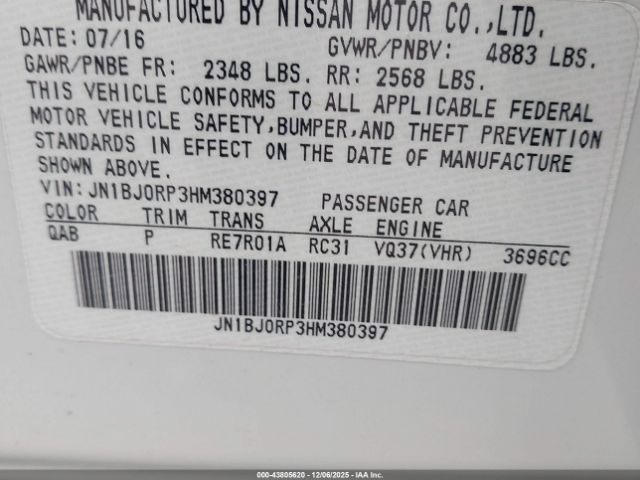 MANUFACTURED BY NISSAN MOTOR CO.,LTD.
DATE: 07/16 GVWR/PNBV: 4883 LBS.
GAWR/PNBE FR: 2348 LBS. RR: 2568 LBS.
THIS VEHICLE CONFORMS TO ALL APPLICABLE FEDERAL
MOTOR VEHICLE SAFETY,BUMPER,AND THEFT PREVENTION
STANDARDS IN EFFECT ON THE DATE OF MANUFACTURE
SHOWN ABOVE.
VIN:JN1BJ0RP3HM380397 PASSENGER CAR
COLOR TRIM TRANS AXLE ENGINE
QAB P RE7R01A RC31 VQ37(VHR) 3696CC
JN1BJ0RP3HM380397
000-43805620 - 12/06/2025 - IAA Inc.